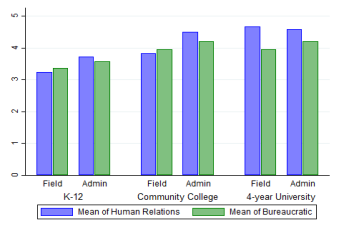 5
4
3
2
1
0
Field Admin Field Admin Field Admin
K-12 Community College 4-year University
Mean of Human Relations Mean of Bureaucratic